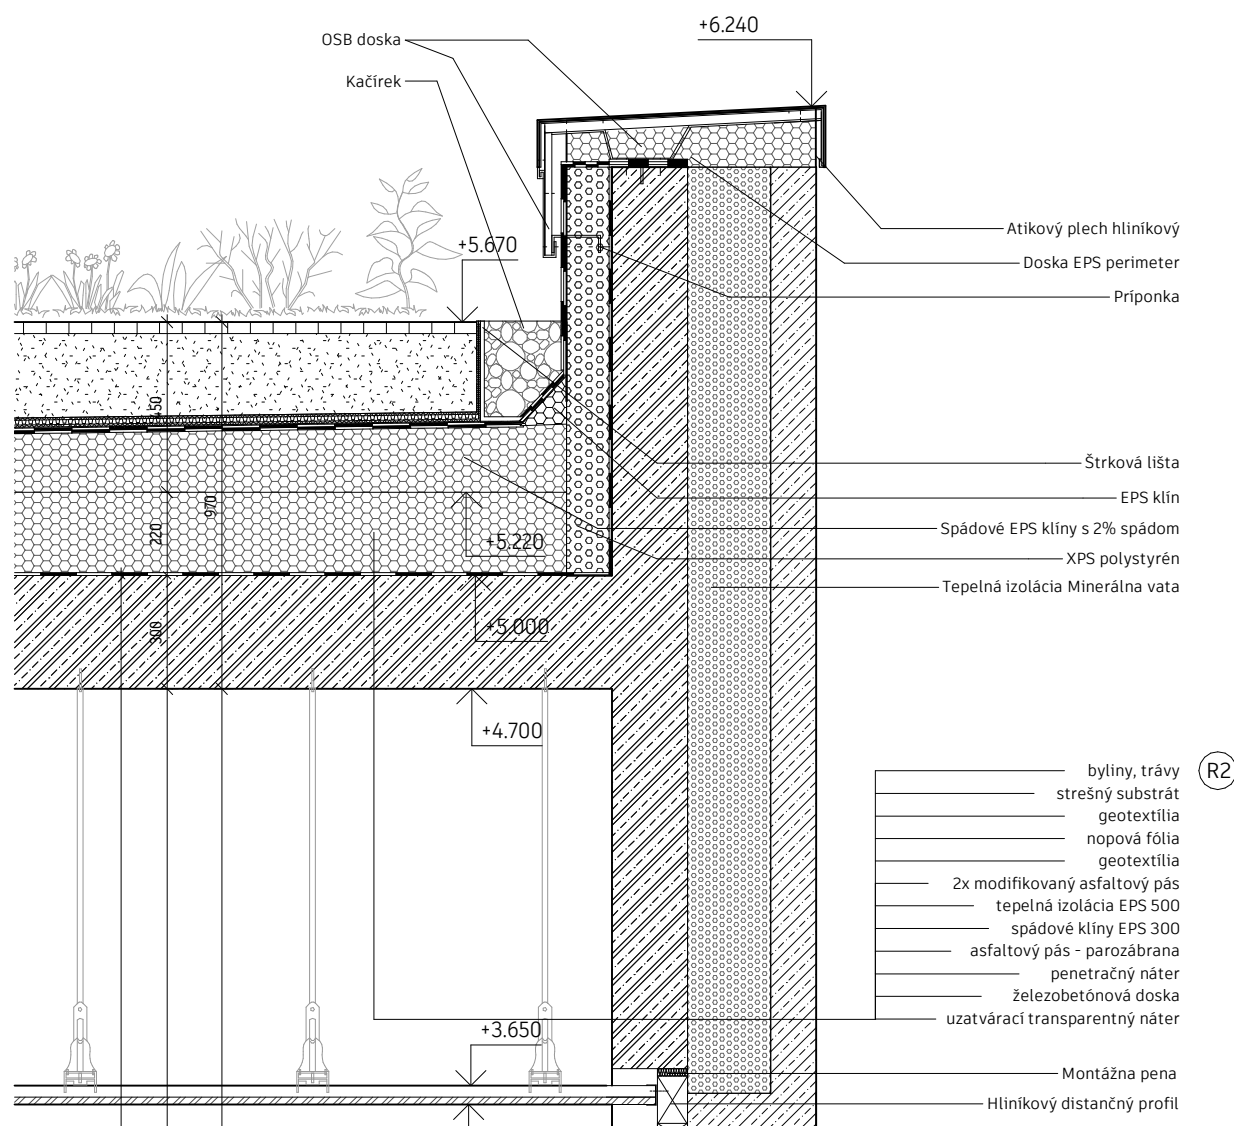 +6.240
OSB doska
Kačírek
Atikový plech hliníkový
+5.670
Doska EPS perimeter
Príponka
450
Štrková lišta
EPS klín
970
220
Spádové EPS klíny s 2% spádom
+5.220
XPS polystyrén
Tepelná izolácia Minerálna vata
+5.000
300
+4.700
byliny, trávy
R2
strešný substrát
geotextília
nopová fólia
geotextília
2x modifikovaný asfaltový pás
tepelná izolácia EPS 500
spádové klíny EPS 300
asfaltový pás - parozábrana
penetračný náter
železobetónová doska
uzatvárací transparentný náter
+3.650
Montážna pena
Hliníkový distančný profil